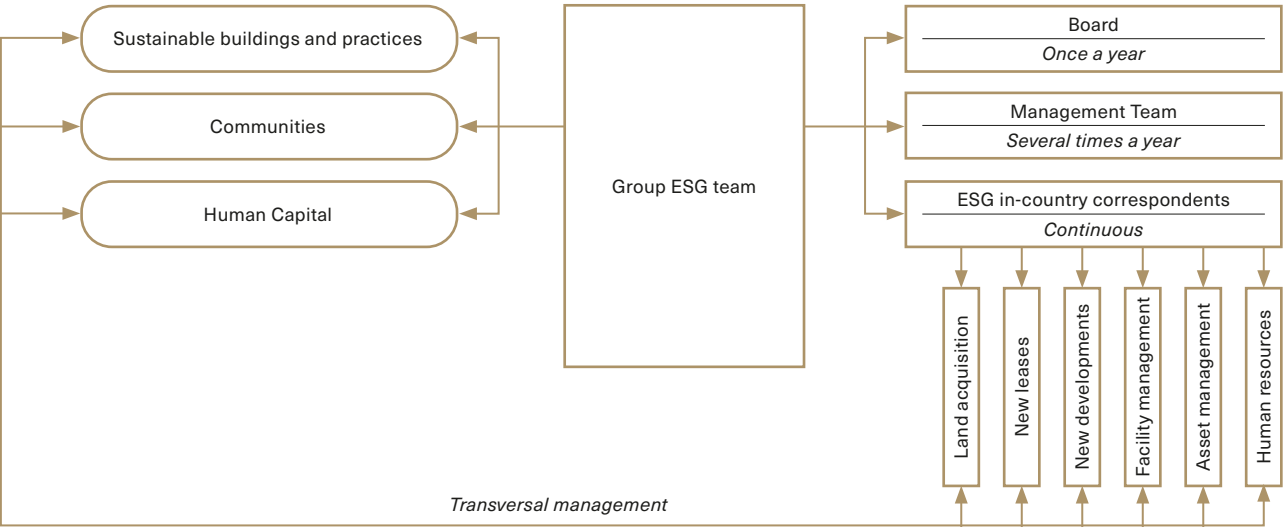 Sustainable buildings and practices
Communities
Human Capital
Group ESG team
Board
Once a year
Management Team
Several times a year
ESG in-country correspondents
Continuous
Land acquisition
New leases
New developments
Facility management
Asset management
Human resources
Transversal management